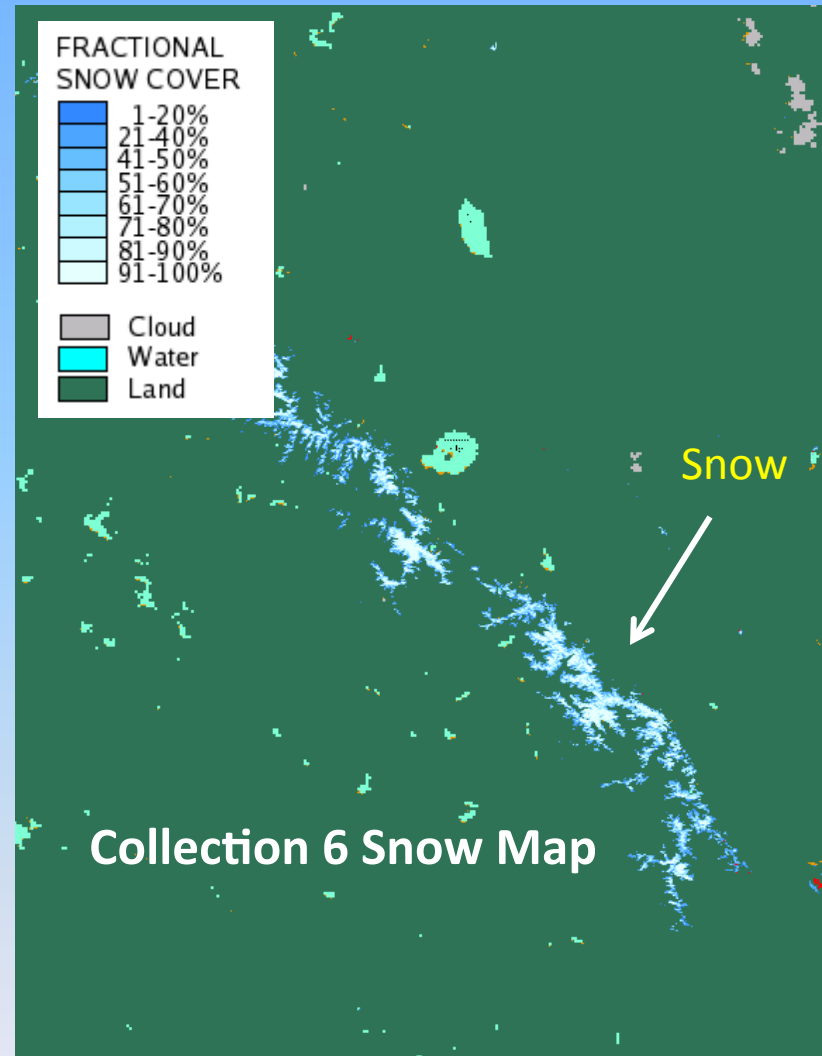 FRACTIONAL
SNOW COVER
1-20%
21-40%
41-50%
51-60%
61-70%
71-80%
81-90%
91-100%
Cloud
Water
Land
Snow
Collection 6 Snow Map